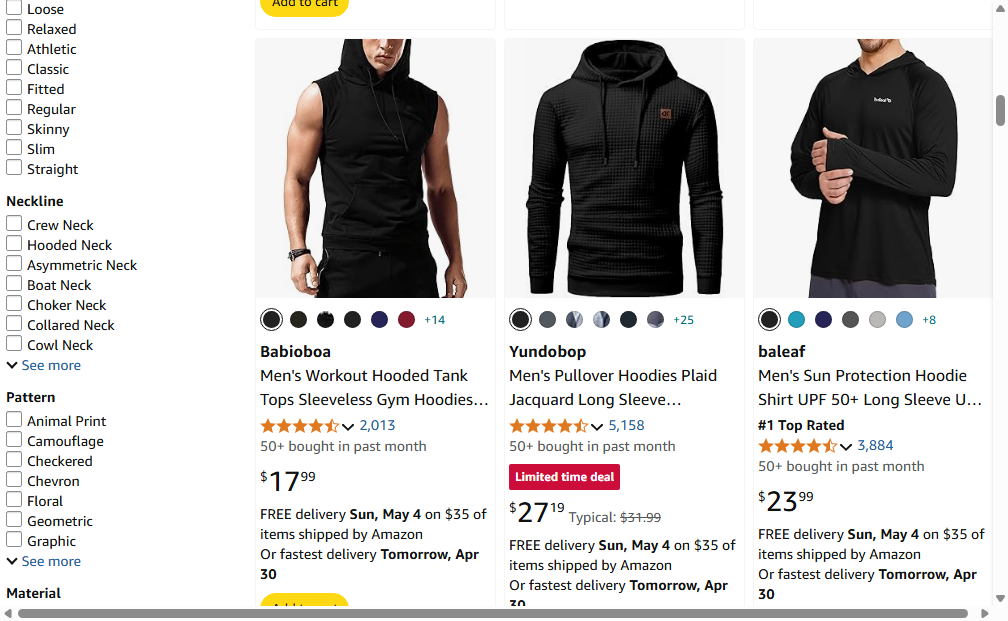 Loose
Relaxed
Athletic
Classic
Fitted
Regular
Skinny
Slim
Straight
Neckline
Crew Neck
Hooded Neck
Asymmetric Neck
Boat Neck
Choker Neck
Collared Neck
Cowl Neck
See more
Pattern
Animal Print
Camouflage
Checkered
Chevron
Floral
Geometric
Graphic
See more
Material
Add to cart
+14
Babioboa
Men's Workout Hooded Tank
Tops Sleeveless Gym Hoodies…
2,013
50+ bought in past month
$17.99
FREE delivery Sun, May 4 on $35 of
items shipped by Amazon
Or fastest delivery Tomorrow, Apr
30
Add to cart
+25
Yundobop
Men's Pullover Hoodies Plaid
Jacquard Long Sleeve…
5,158
50+ bought in past month
Limited time deal
$27.19 Typical: $31.99
FREE delivery Sun, May 4 on $35 of
items shipped by Amazon
Or fastest delivery Tomorrow, Apr
30
baleaf
+8
baleaf
Men's Sun Protection Hoodie
Shirt UPF 50+ Long Sleeve U…
#1 Top Rated
3,884
50+ bought in past month
$23.99
FREE delivery Sun, May 4 on $35 of
items shipped by Amazon
Or fastest delivery Tomorrow, Apr
30